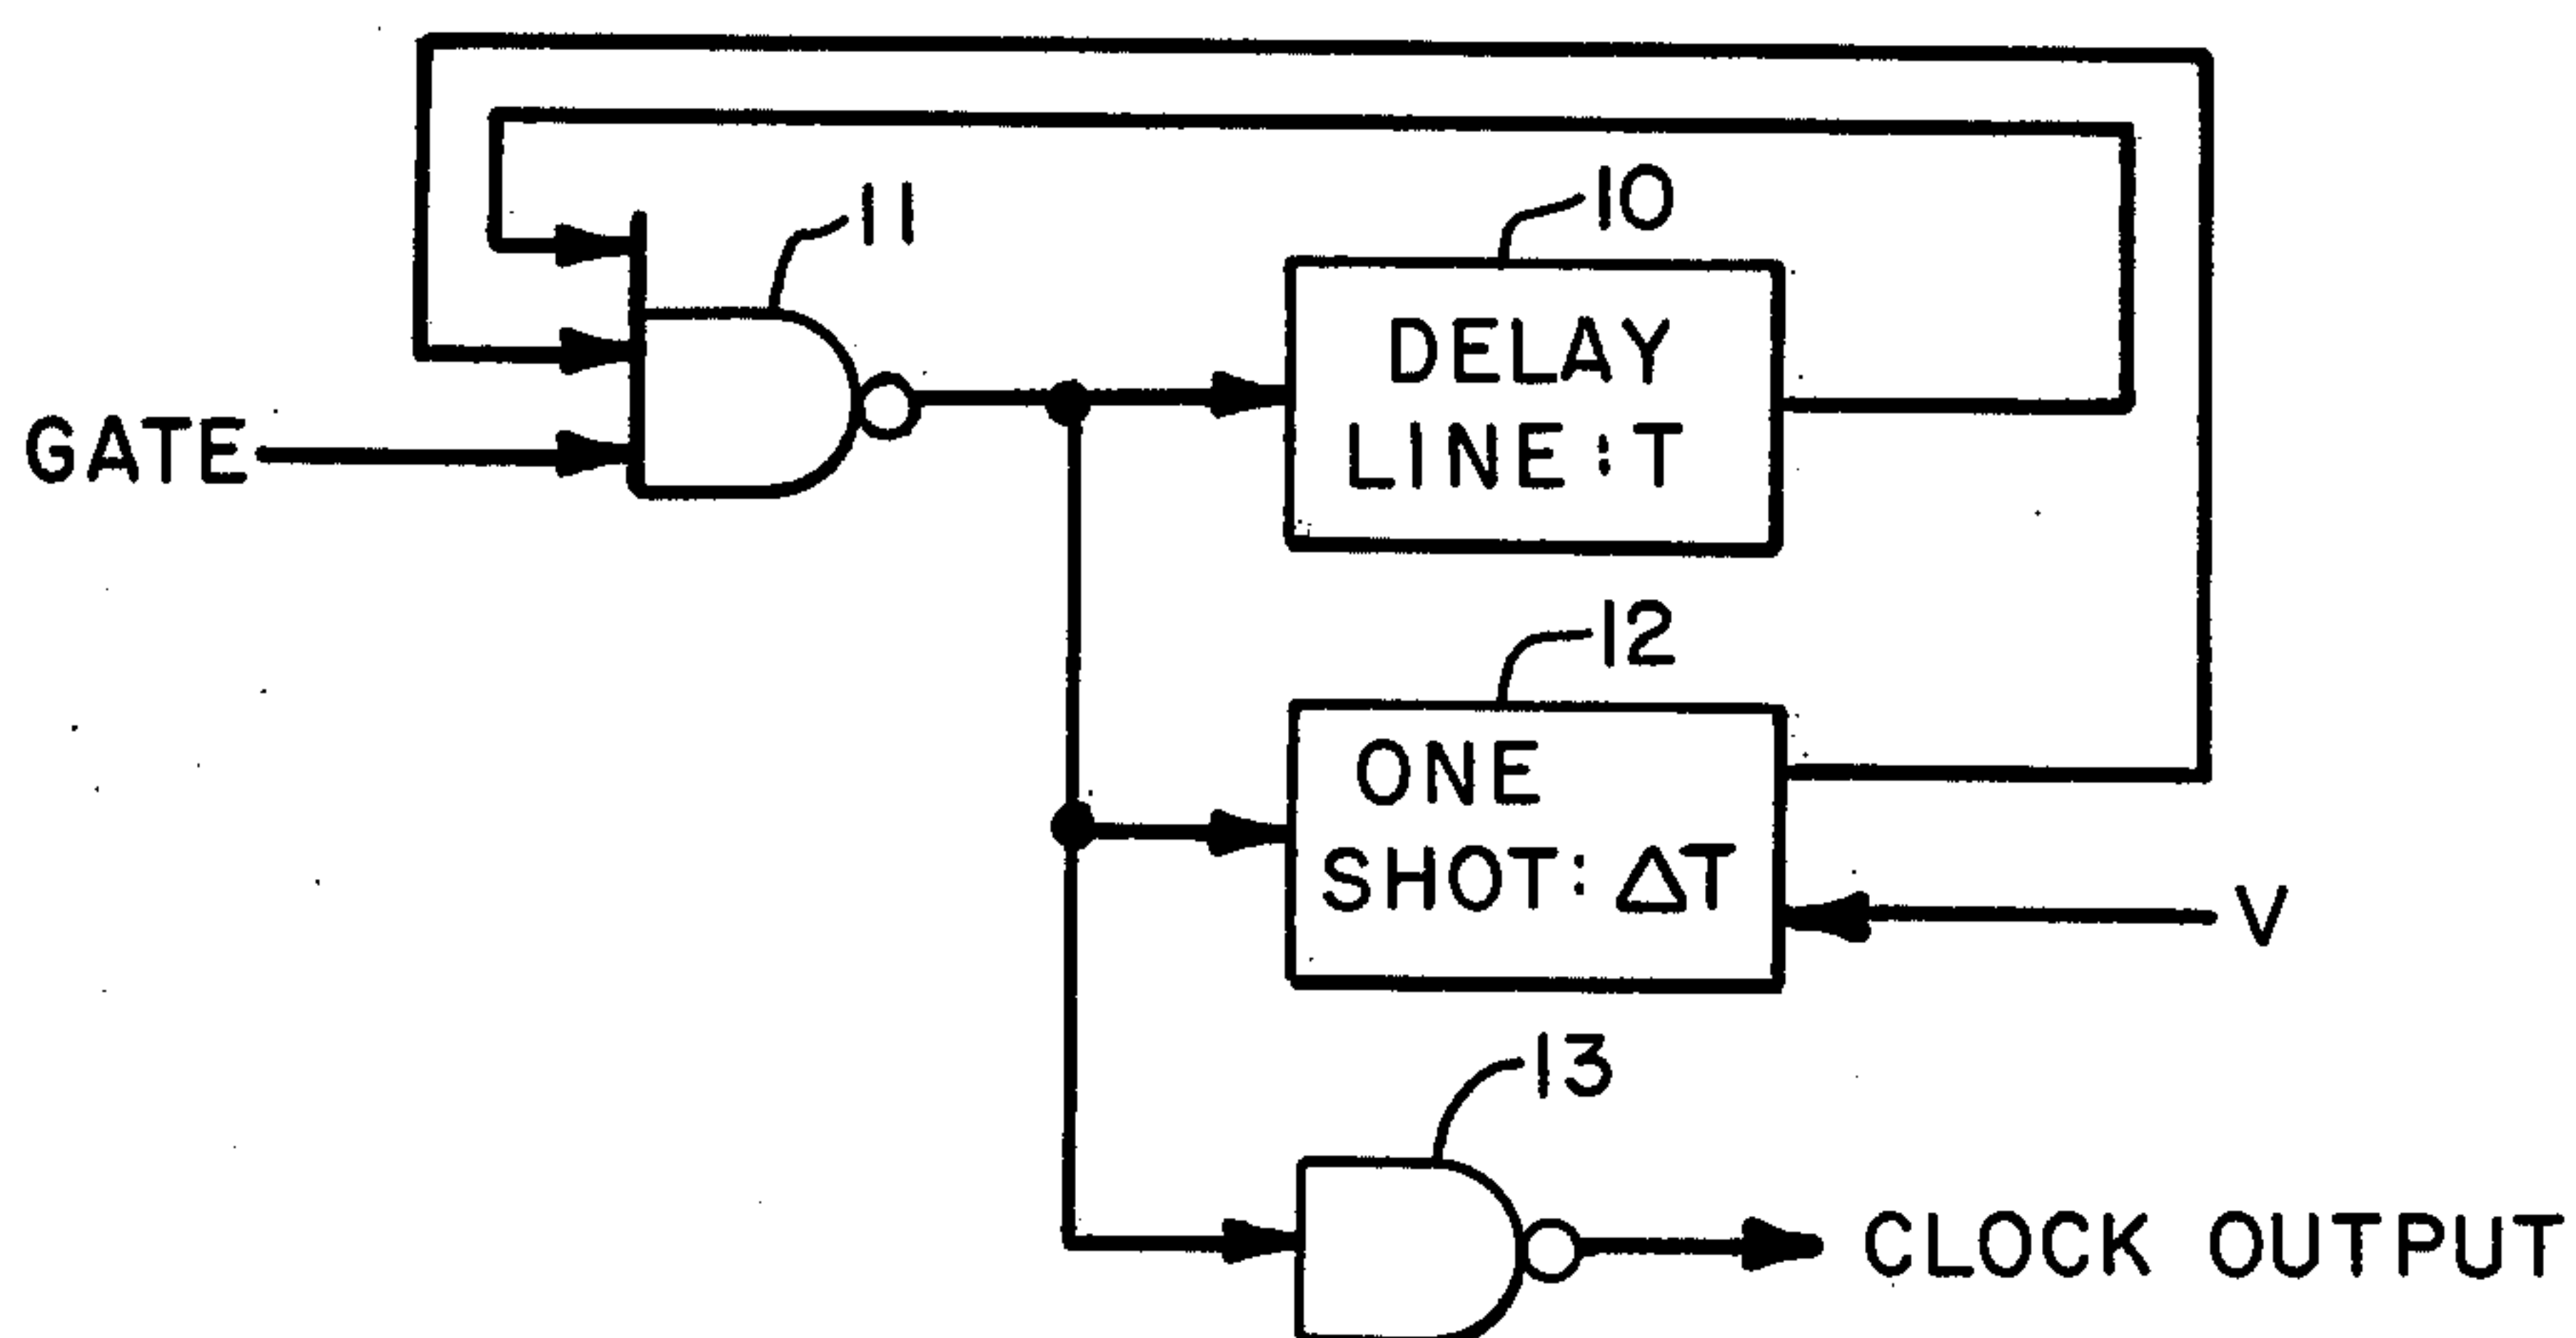 11
10
DELAY
LINE: T
GATE
12
ONE
SHOT: ΔT
V
13
CLOCK OUTPUT